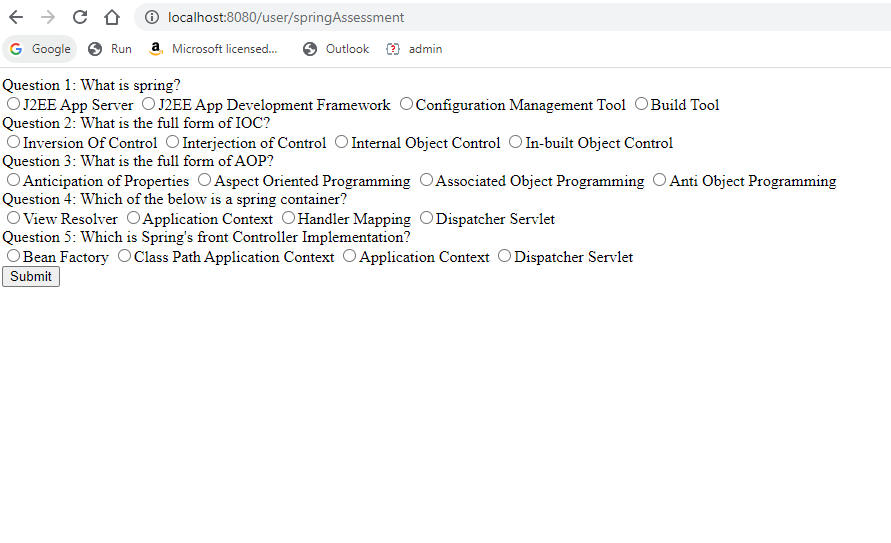 localhost:8080/user/springAssessment
Google Run Microsoft licensed... Outlook admin
Question 1: What is spring?
J2EE App Server J2EE App Development Framework Configuration Management Tool Build Tool
Question 2: What is the full form of IOC?
Inversion Of Control Interjection of Control Internal Object Control In-built Object Control
Question 3: What is the full form of AOP?
Anticipation of Properties Aspect Oriented Programming Associated Object Programming Anti Object Programming
Question 4: Which of the below is a spring container?
View Resolver Application Context Handler Mapping Dispatcher Servlet
Question 5: Which is Spring's front Controller Implementation?
Bean Factory Class Path Application Context Application Context Dispatcher Servlet
Submit